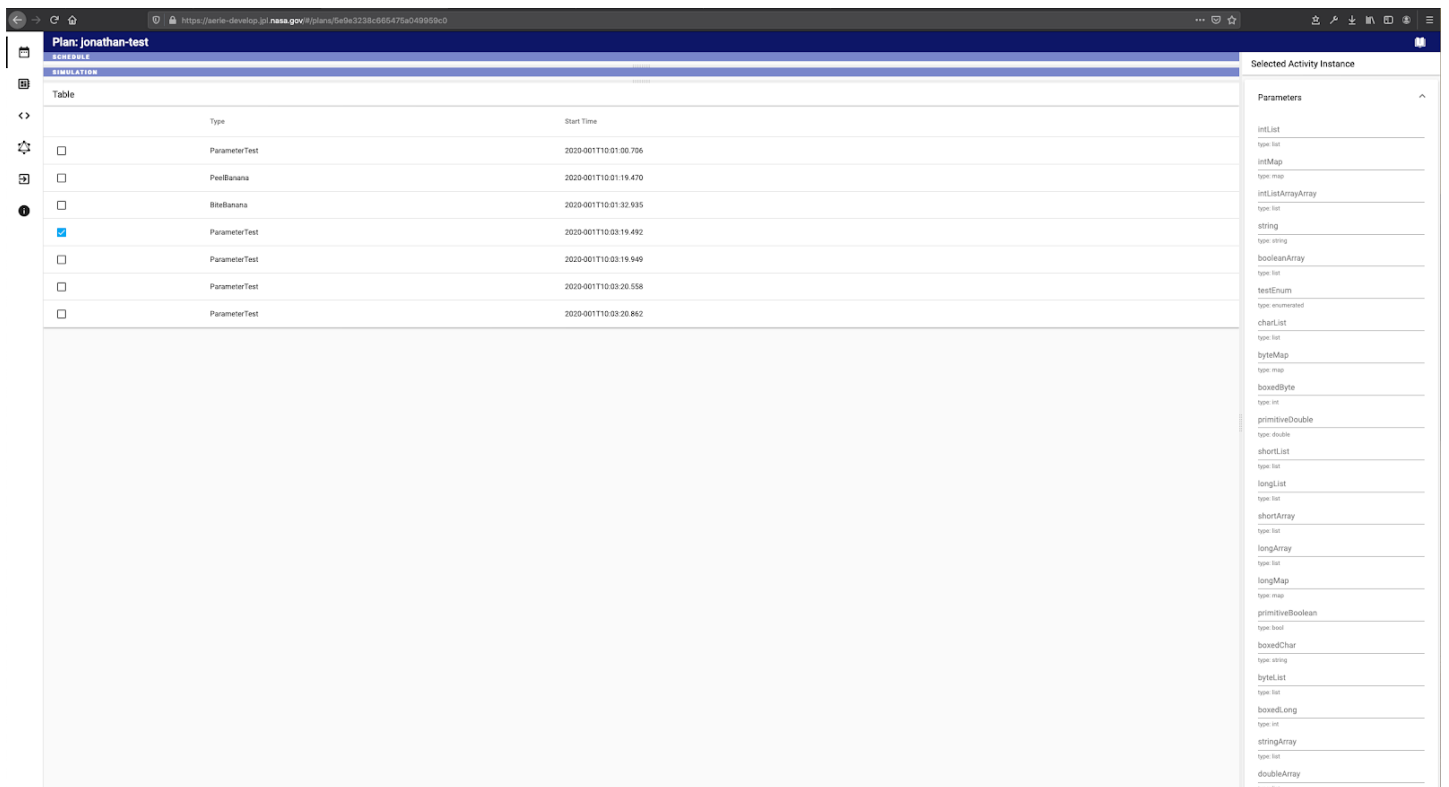 https://aerie-develop.jpl.nasa.gov/#/plans/5e9e3238c665475a049959c0
Plan: jonathan-test
SCHEDULE
SIMULATION
Table
Type Start Time
ParameterTest 2020-001T10:01:00.706
PeelBanana 2020-001T10:01:19.470
BiteBanana 2020-001T10:01:32.935
ParameterTest 2020-001T10:03:19.492
ParameterTest 2020-001T10:03:19.949
ParameterTest 2020-001T10:03:20.558
ParameterTest 2020-001T10:03:20.862
Selected Activity Instance
Parameters
intList
type: list
intMap
type: map
intListArrayArray
type: list
string
type: string
booleanArray
type: list
testEnum
type: enumerated
charList
type: list
byteMap
type: map
boxedByte
type: int
primitiveDouble
type: double
shortList
type: list
longList
type: list
shortArray
type: list
longArray
type: list
longMap
type: map
primitiveBoolean
type: bool
boxedChar
type: string
byteList
type: list
boxedLong
type: int
stringArray
type: list
doubleArray